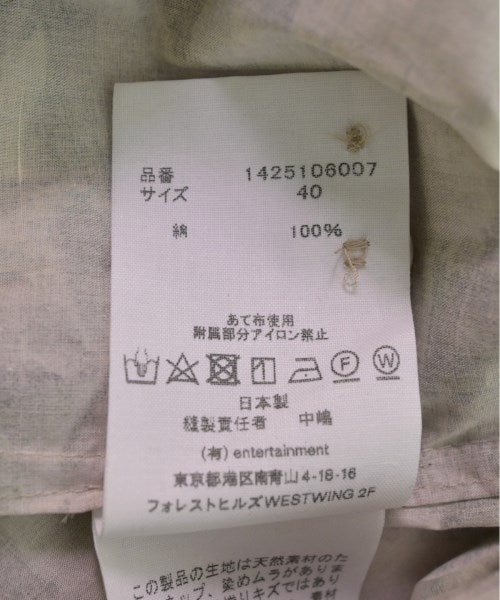 品番 1425106007
サイズ 40
綿 100%
あて布使用
附属部分アイロン禁止
F W
日本製
縫製責任者 中嶋
(有) entertainment
東京都港区南青山4-18-16
フォレストヒルズWESTWING 2F
この製品の生地は天然素材のた
染めムラがありま
キズではあ
素材